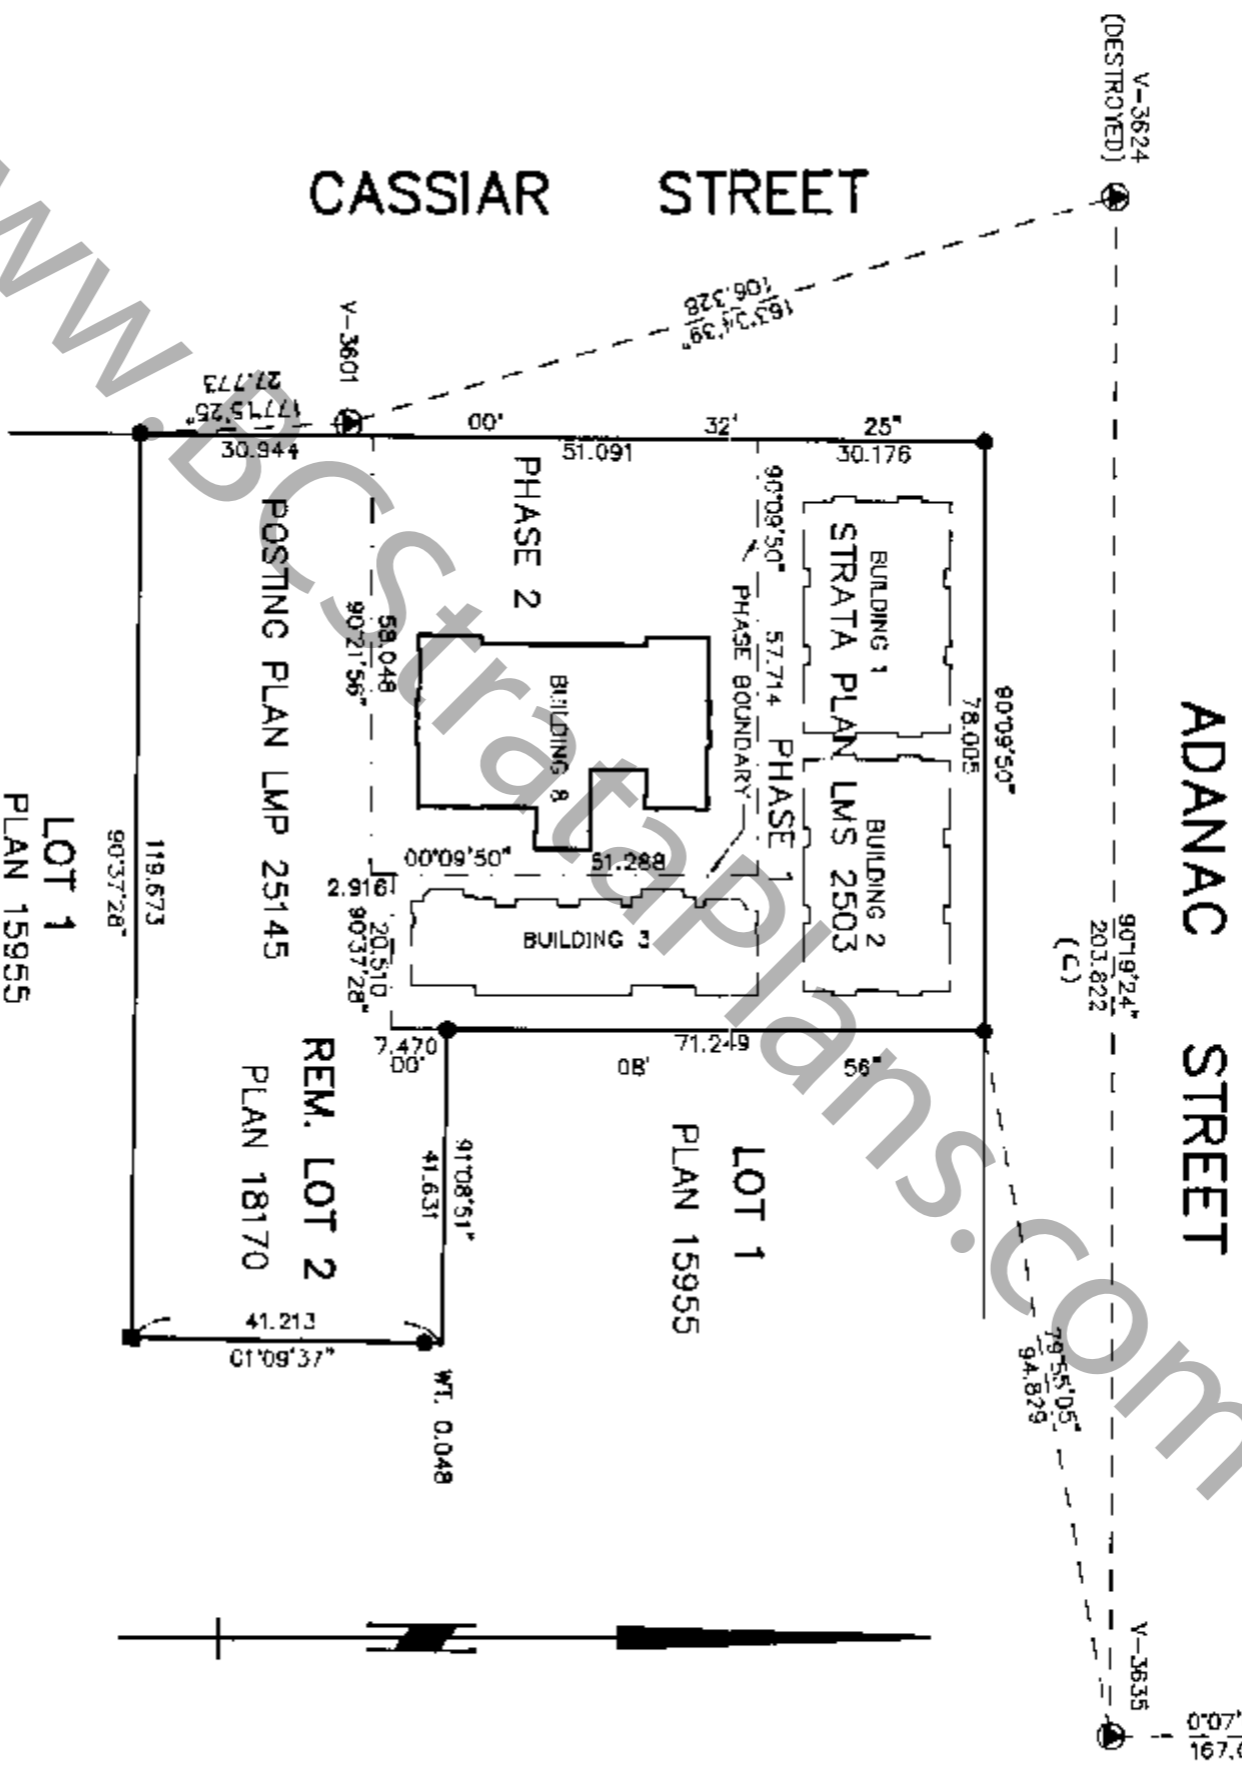 ADANAC STREET
V-3624
(DESTROYED)
90°19'24"
203.822
(C)
V-3635
CASSIAR STREET
163°34'39"
106.328
79°55'05"
94.829
90°09'50"
78.005
25"
30.176
32'
51.091
00'
V-3601
177°15'25"
27.773
30.944
BUILDING 1
BUILDING 2
STRATA PLAN LMS 2503
PHASE 1
90°09'50" 57.714
PHASE BOUNDARY
PHASE 2
BUILDING 8
BUILDING 3
51.288
00°09'50"
58.048
90°21'56"
2.916
20.510
90°37'28"
7.470
00'
08'
71.249
56"
LOT 1
PLAN 15955
91°08'51"
41.631
POSTING PLAN LMP 25145
REM. LOT 2
PLAN 18170
41.213
01°09'37"
WT. 0.048
119.673
90°37'28"
LOT 1
PLAN 15955
www.BCStrataPlans.com